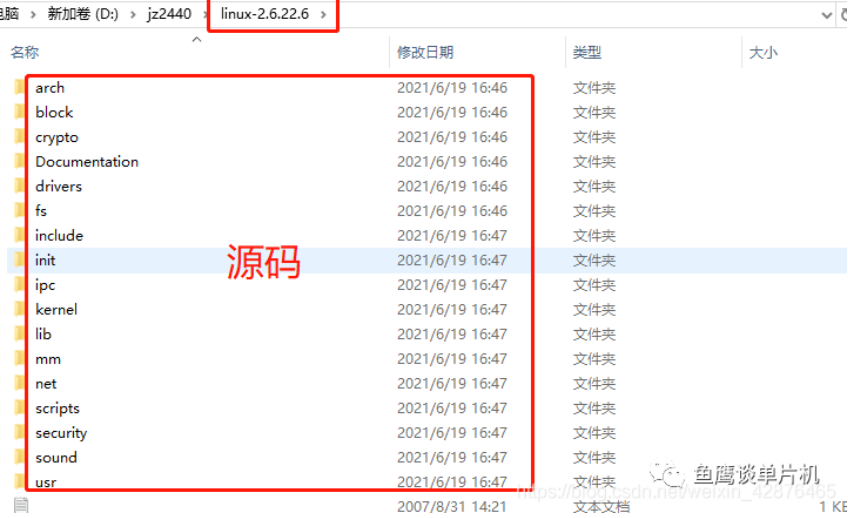 电脑 > 新加卷 (D:) > jz2440 > linux-2.6.22.6 >
名称 修改日期 类型 大小
arch 2021/6/19 16:46 文件夹
block 2021/6/19 16:46 文件夹
crypto 2021/6/19 16:46 文件夹
Documentation 2021/6/19 16:46 文件夹
drivers 2021/6/19 16:46 文件夹
fs 2021/6/19 16:46 文件夹
include 2021/6/19 16:47 文件夹
源码
init 2021/6/19 16:47 文件夹
ipc 2021/6/19 16:47 文件夹
kernel 2021/6/19 16:47 文件夹
lib 2021/6/19 16:47 文件夹
mm 2021/6/19 16:47 文件夹
net 2021/6/19 16:47 文件夹
scripts 2021/6/19 16:47 文件夹
security 2021/6/19 16:47 文件夹
sound 2021/6/19 16:47 文件夹
usr 2021/6/19 16:47 文件夹
鱼鹰谈单片机
https://blog.csdn.net/weixin_42876465
2007/8/31 14:21 文本文档 1 KB